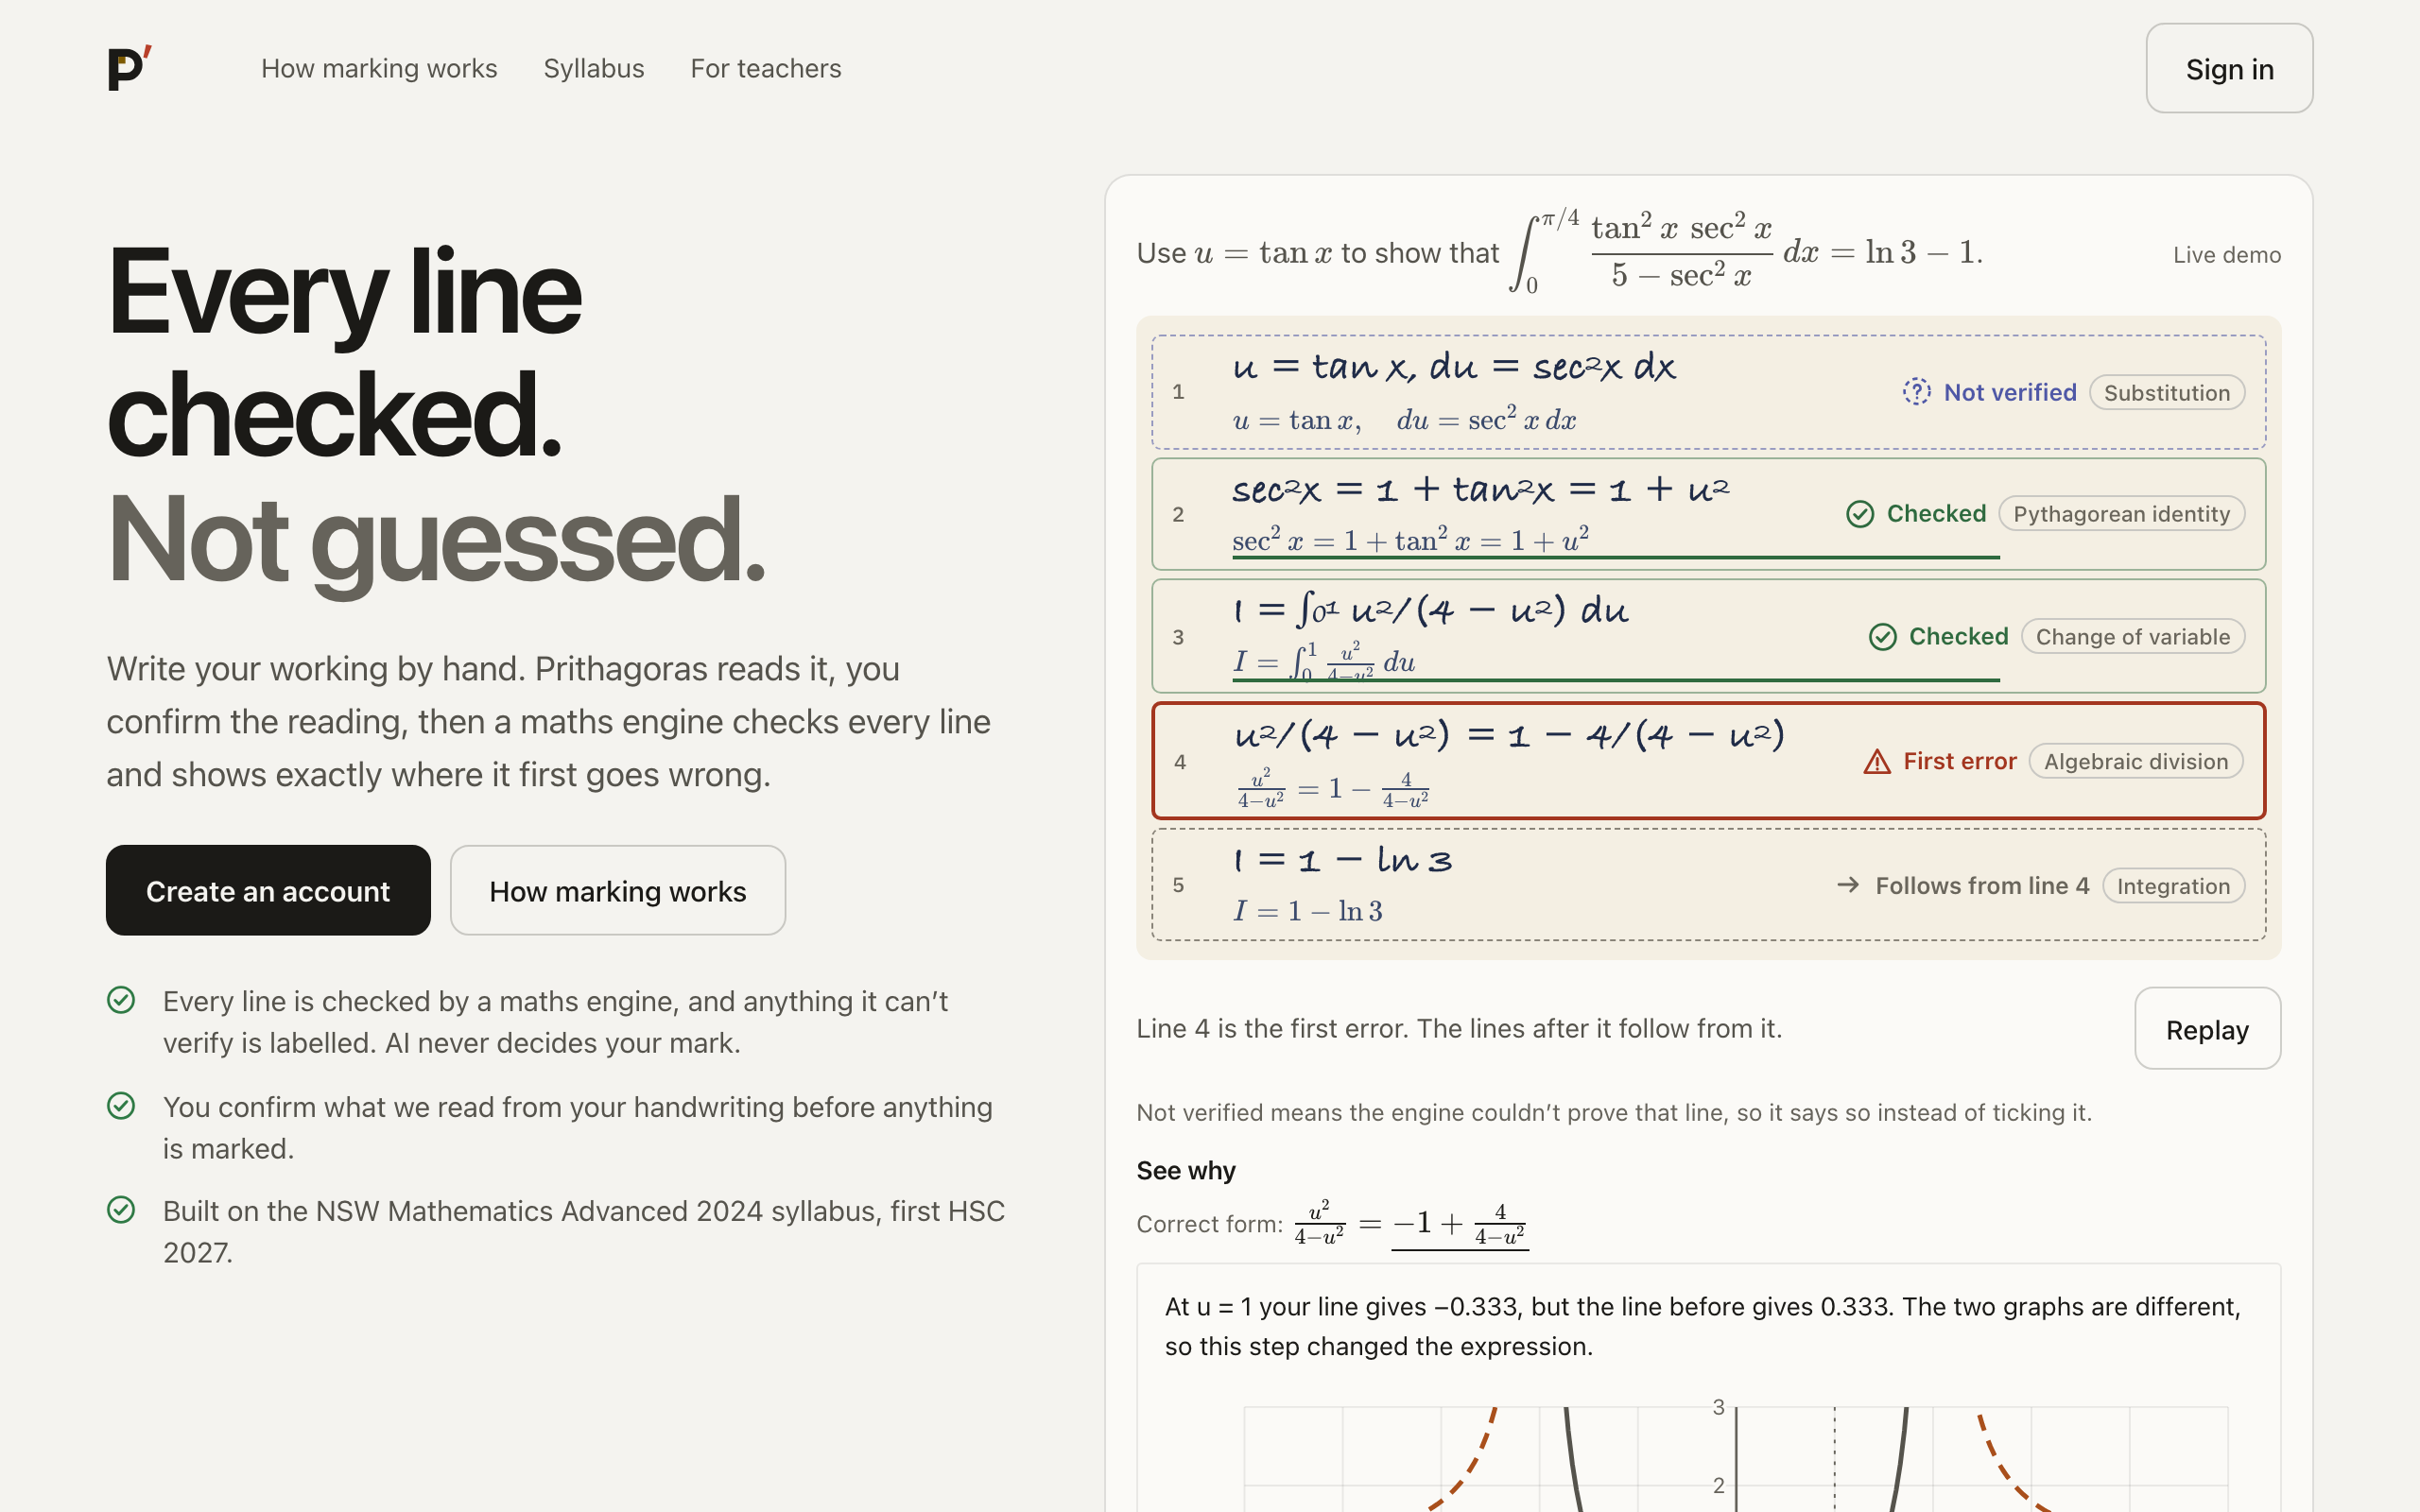 P'
How marking works
Syllabus
For teachers
Sign in
Every line
checked.
Not guessed.
Write your working by hand. Prithagoras reads it, you
confirm the reading, then a maths engine checks every line
and shows exactly where it first goes wrong.
Create an account
How marking works
Every line is checked by a maths engine, and anything it can’t
verify is labelled. AI never decides your mark.
You confirm what we read from your handwriting before anything
is marked.
Built on the NSW Mathematics Advanced 2024 syllabus, first HSC
2027.
Use u = tan x to show that ∫₀^{π/4} (tan² x sec² x)/(5 − sec² x) dx = ln 3 − 1.
Live demo
1
u = tan x, du = sec²x dx
u = tan x, du = sec² x dx
Not verified
Substitution
2
sec²x = 1 + tan²x = 1 + u²
sec² x = 1 + tan² x = 1 + u²
Checked
Pythagorean identity
3
I = ∫₀¹ u²/(4 − u²) du
I = ∫₀¹ u²/(4−u²) du
Checked
Change of variable
4
u²/(4 − u²) = 1 − 4/(4 − u²)
u²/(4−u²) = 1 − 4/(4−u²)
First error
Algebraic division
5
I = 1 − ln 3
I = 1 − ln 3
Follows from line 4
Integration
Line 4 is the first error. The lines after it follow from it.
Replay
Not verified means the engine couldn’t prove that line, so it says so instead of ticking it.
See why
Correct form: u²/(4−u²) = −1 + 4/(4−u²)
At u = 1 your line gives −0.333, but the line before gives 0.333. The two graphs are different,
so this step changed the expression.
3
2